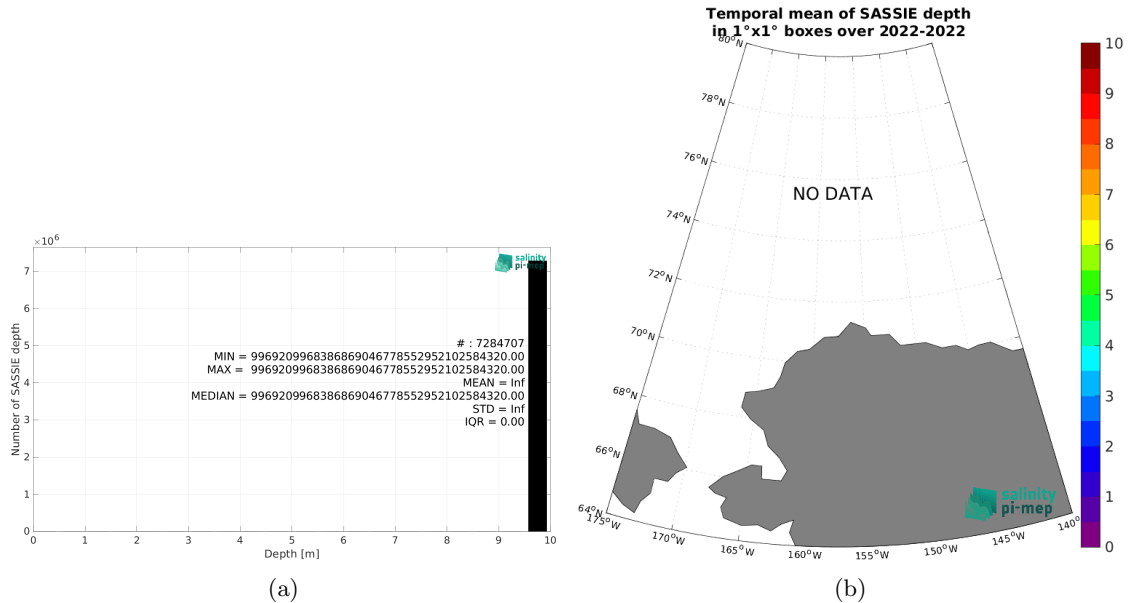 ×10⁶
7
6
5
4
3
2
1
0
Number of SASSIE depth
salinity
pi-mep
# : 7284707
MIN = 9969209968386869046778552952102584320.00
MAX = 9969209968386869046778552952102584320.00
MEAN = Inf
MEDIAN = 9969209968386869046778552952102584320.00
STD = Inf
IQR = 0.00
0 1 2 3 4 5 6 7 8 9 10
Depth [m]
(a)
Temporal mean of SASSIE depth
in 1°x1° boxes over 2022-2022
80°N
78°N
76°N
74°N
72°N
70°N
68°N
66°N
64°N
NO DATA
salinity
pi-mep
175°W
170°W
165°W
160°W
155°W
150°W
145°W
140°
10
9
8
7
6
5
4
3
2
1
0
(b)